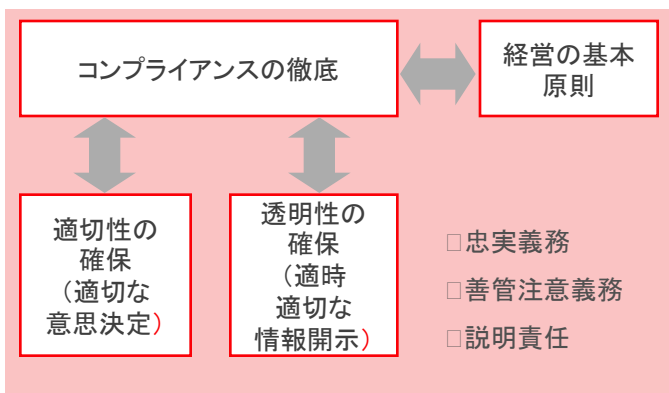 コンプライアンスの徹底
経営の基本
原則
適切性の
確保
（適切な
意思決定）
透明性の
確保
（適時
適切な
情報開示）
□忠実義務
□善管注意義務
□説明責任